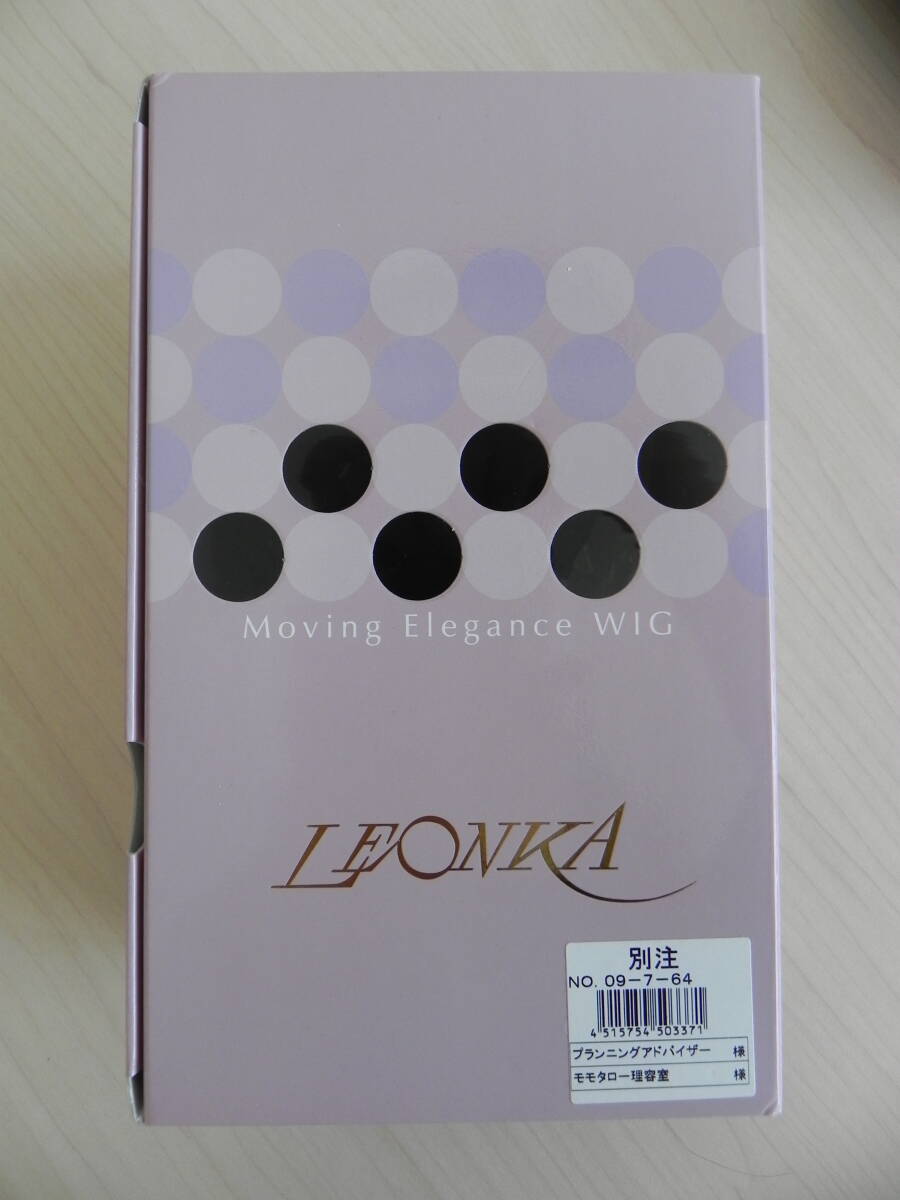 Moving Elegance WIG
LEONKA
別注
NO. 09-7-64
4 515754 503371
プランニングアドバイザー 様
モモタロー理容室 様